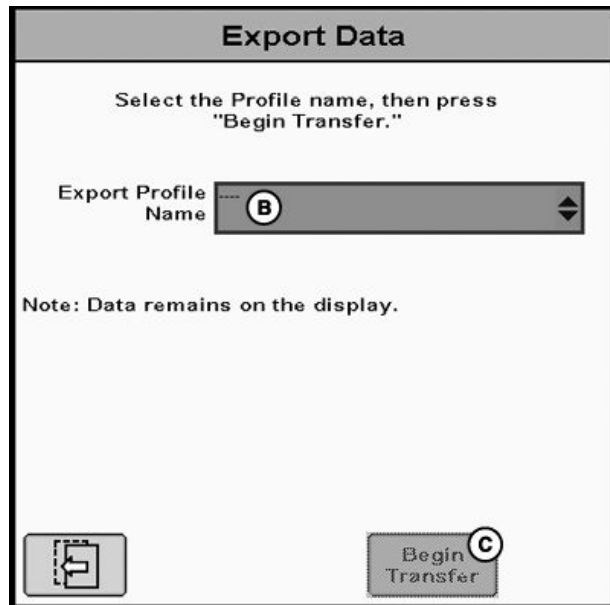 Export Data
Select the Profile name, then press
"Begin Transfer."
Export Profile
Name
---- B
Note: Data remains on the display.
Begin C
Transfer